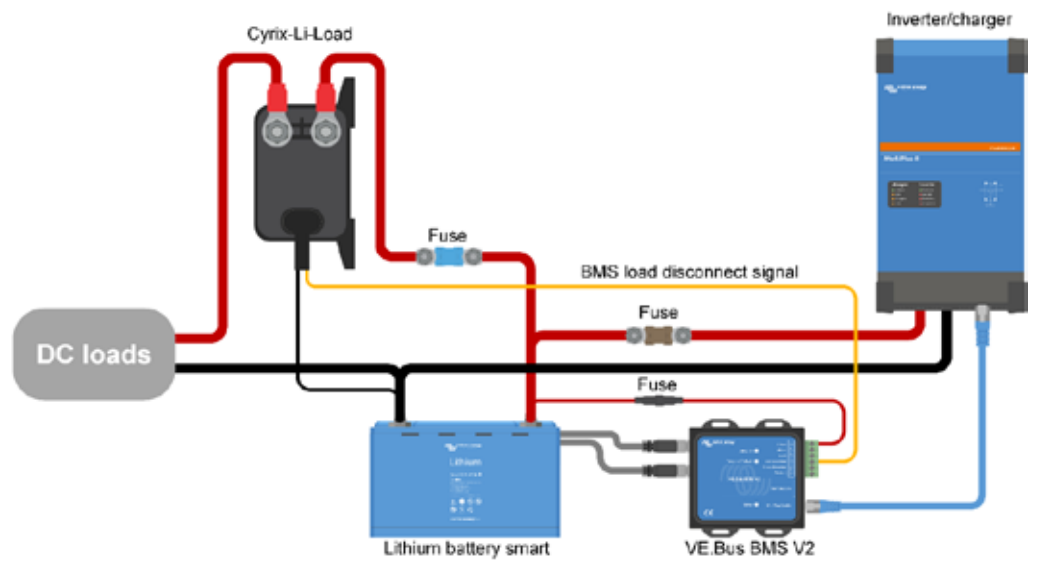 Inverter/charger
Cyrix-Li-Load
Fuse
BMS load disconnect signal
Fuse
DC loads
Fuse
Lithium
Lithium battery smart
VE.Bus BMS V2